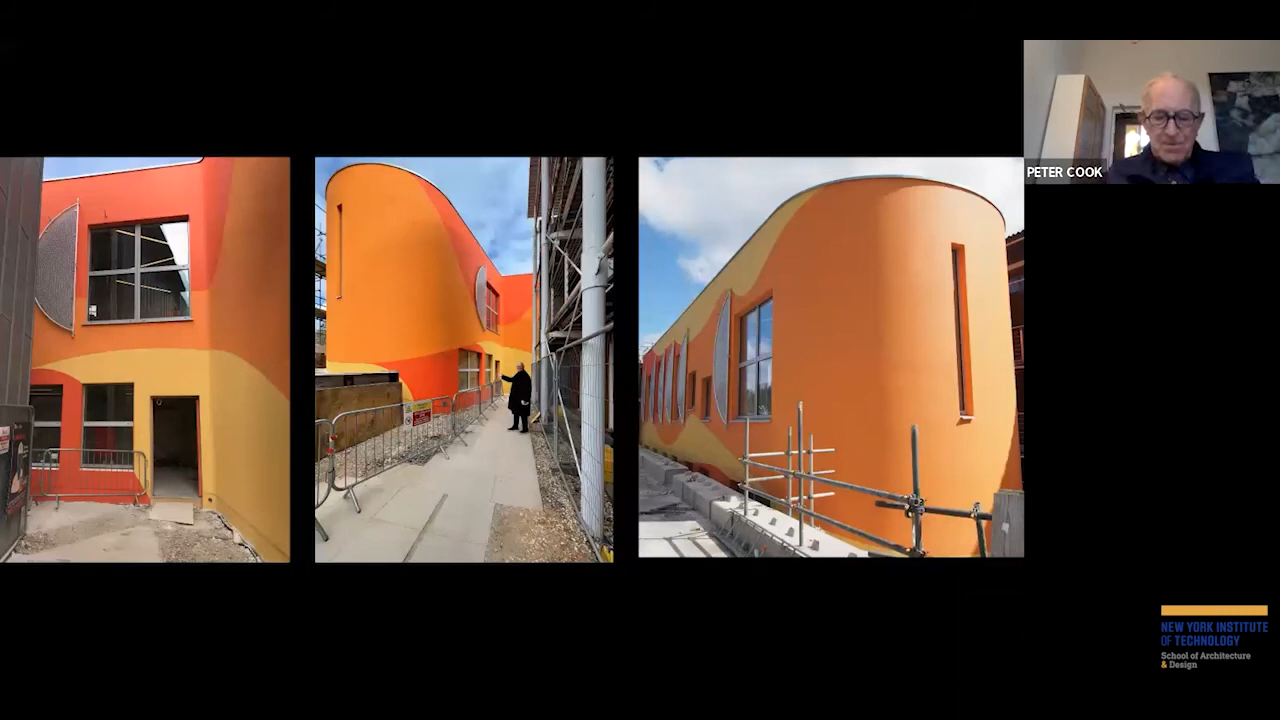 PETER COOK
NEW YORK INSTITUTE
OF TECHNOLOGY
School of Architecture
& Design